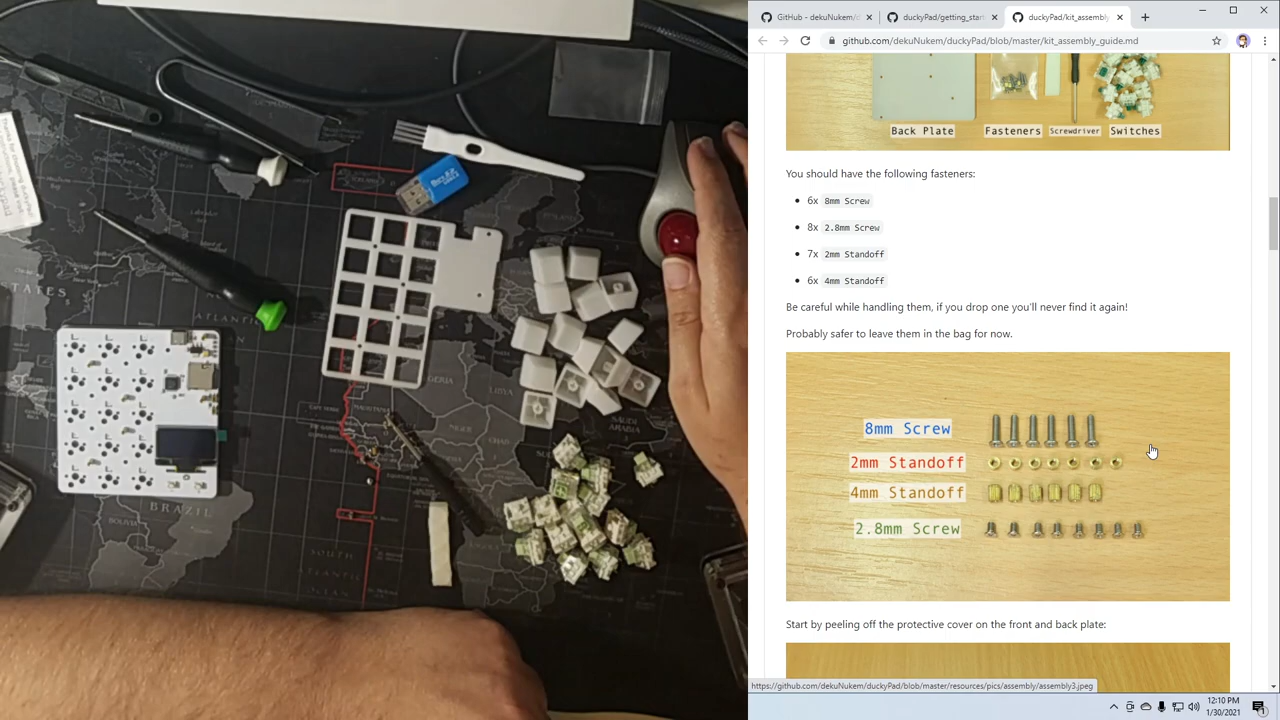 GitHub - dekuNukem/d
duckyPad/getting_star
duckyPad/kit_assembly
github.com/dekuNukem/duckyPad/blob/master/kit_assembly_guide.md
Back Plate
Fasteners
Screwdriver
Switches
You should have the following fasteners:
6x 8mm Screw
8x 2.8mm Screw
7x 2mm Standoff
6x 4mm Standoff
Be careful while handling them, if you drop one you'll never find it again!
Probably safer to leave them in the bag for now.
8mm Screw
2mm Standoff
4mm Standoff
2.8mm Screw
Start by peeling off the protective cover on the front and back plate:
https://github.com/dekuNukem/duckyPad/blob/master/resources/pics/assembly/assembly3.jpeg
12:10 PM
1/30/2021
ATLANTIC
BRAZIL
SOUTH
ATLANTIC
OCEAN
LIBYA
SAUDI
ARABIA